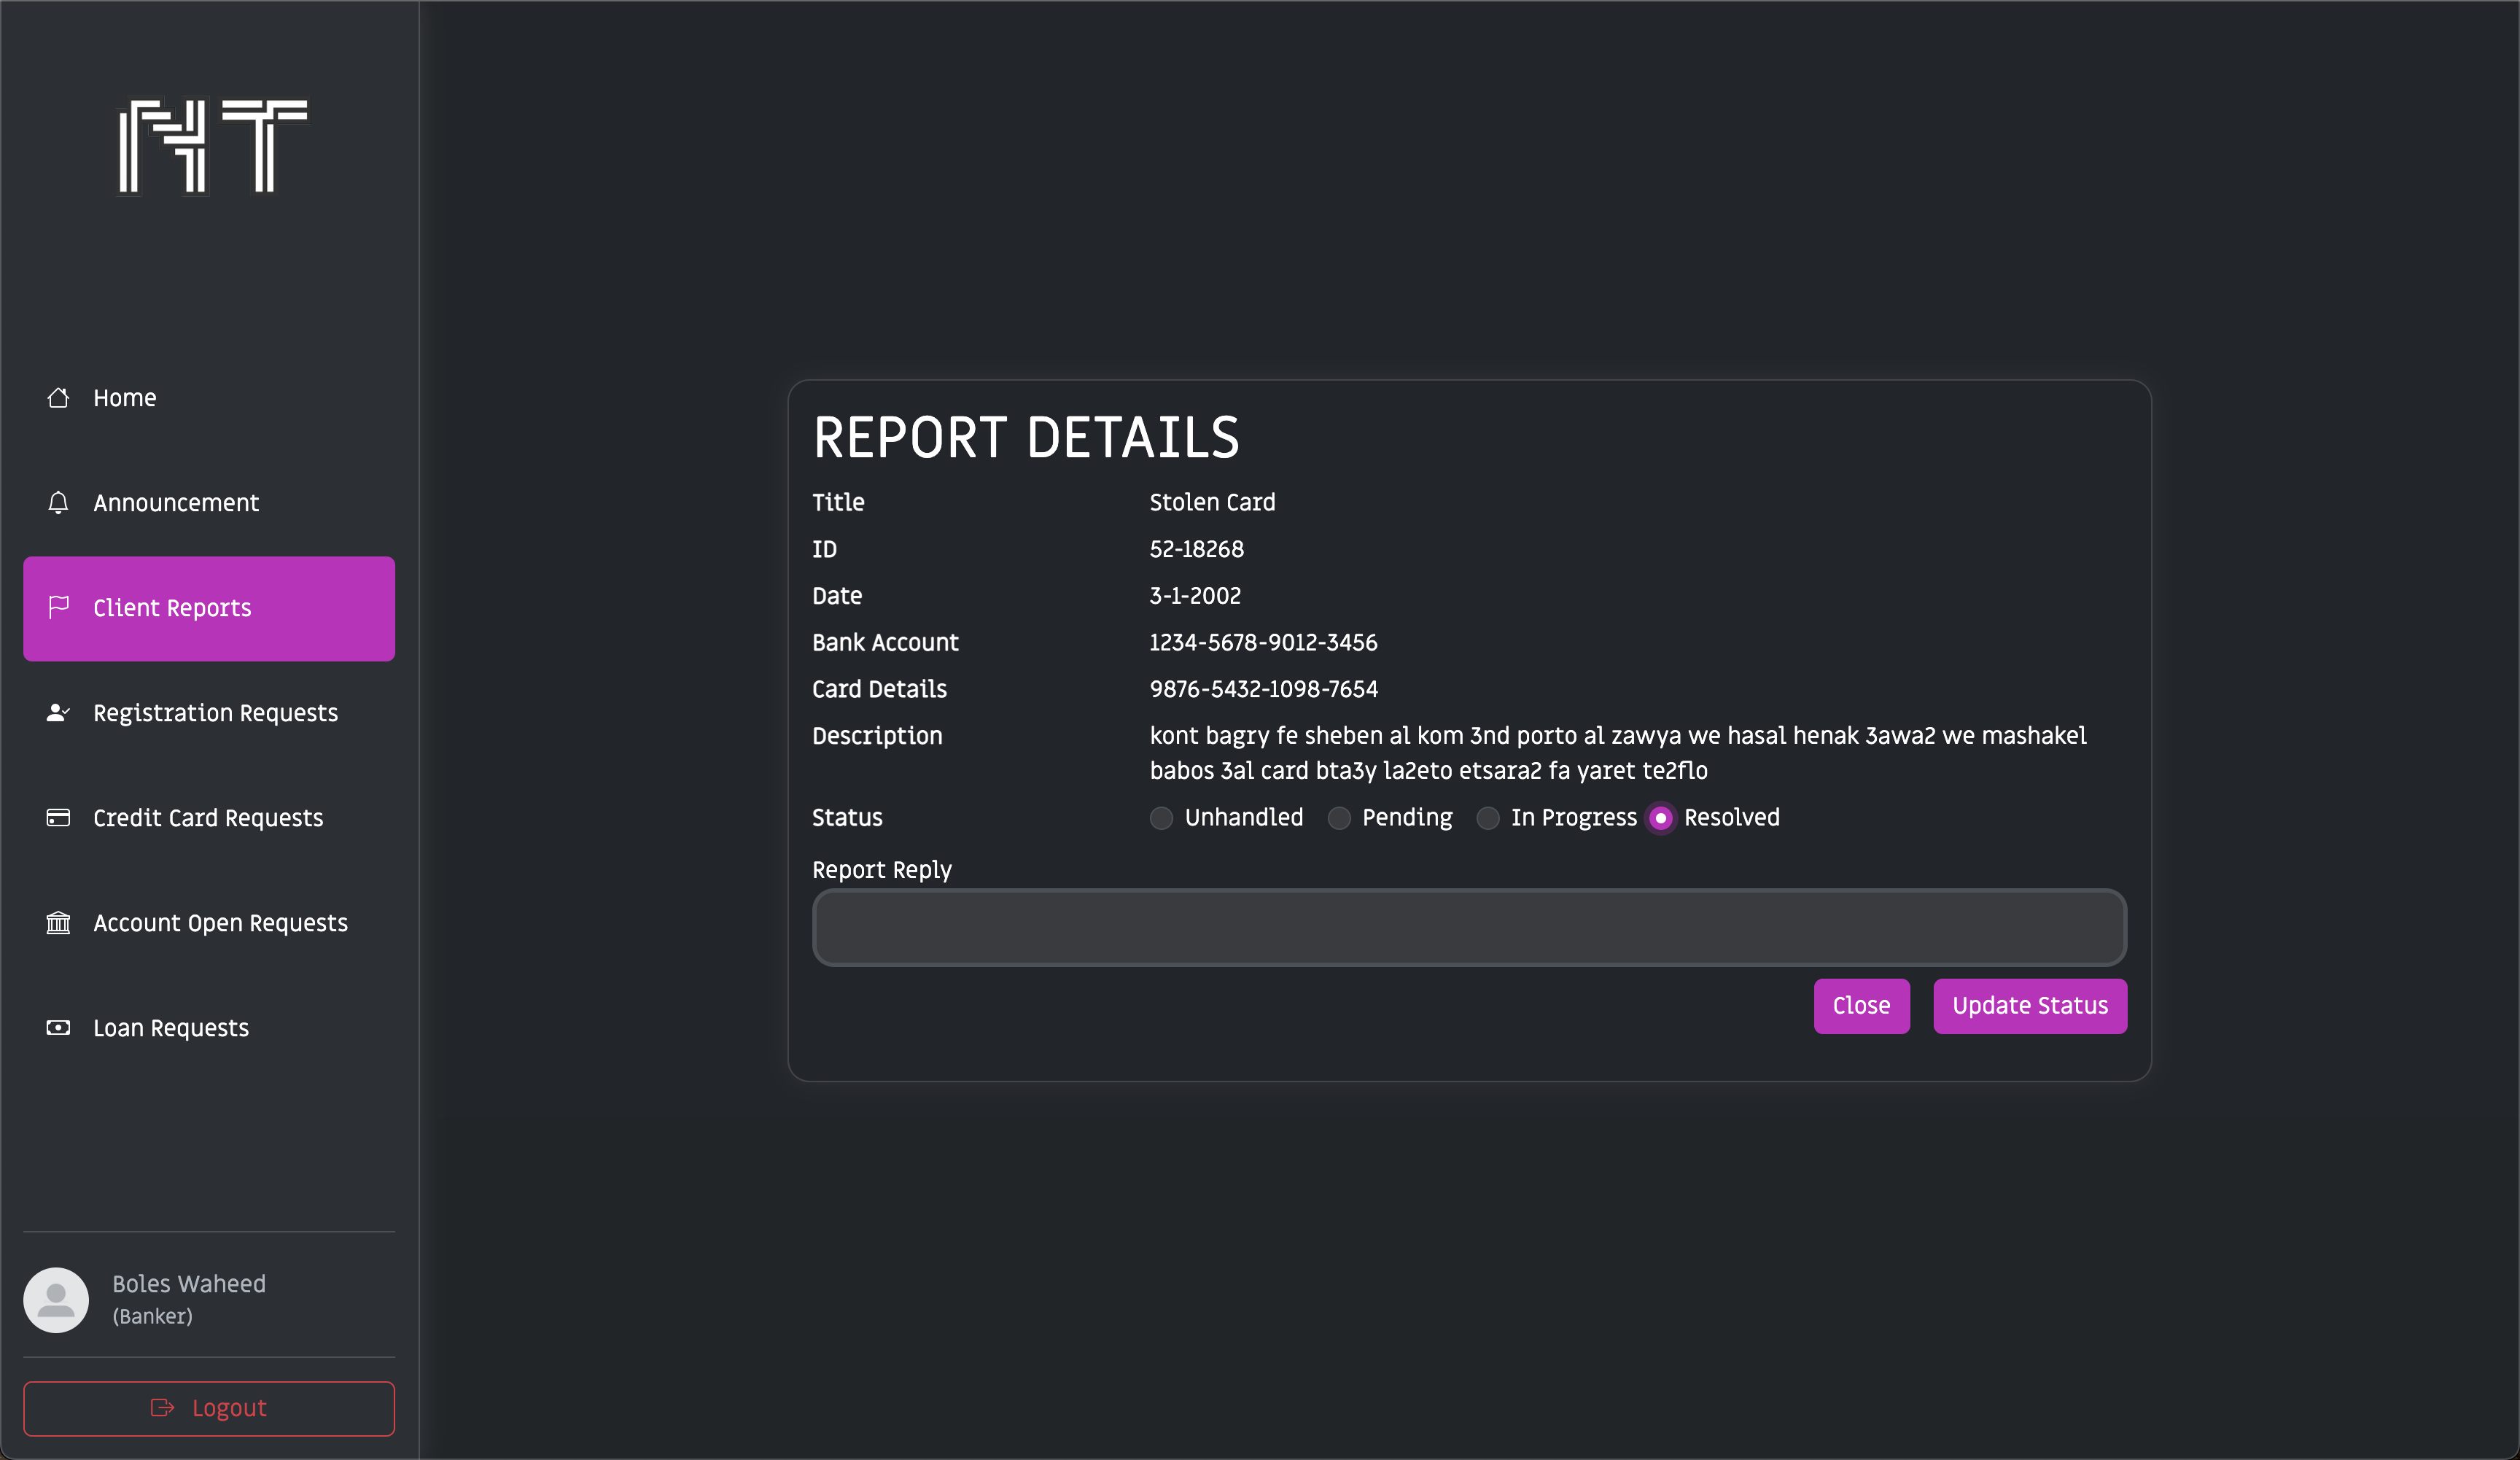 NT
Home
Announcement
Client Reports
Registration Requests
Credit Card Requests
Account Open Requests
Loan Requests
Boles Waheed
(Banker)
Logout
REPORT DETAILS
Title Stolen Card
ID 52-18268
Date 3-1-2002
Bank Account 1234-5678-9012-3456
Card Details 9876-5432-1098-7654
Description kont bagry fe sheben al kom 3nd porto al zawya we hasal henak 3awa2 we mashakel
babos 3al card bta3y la2eto etsara2 fa yaret te2flo
Status Unhandled Pending In Progress Resolved
Report Reply
Close Update Status